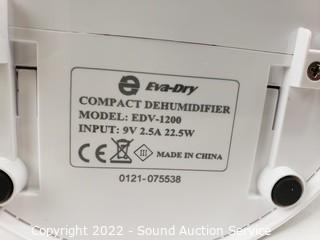 e Eva-Dry
COMPACT DEHUMIDIFIER
MODEL: EDV-1200
INPUT: 9V 2.5A 22.5W
CE III MADE IN CHINA
0121-075538
Copyright 2022 - Sound Auction Service